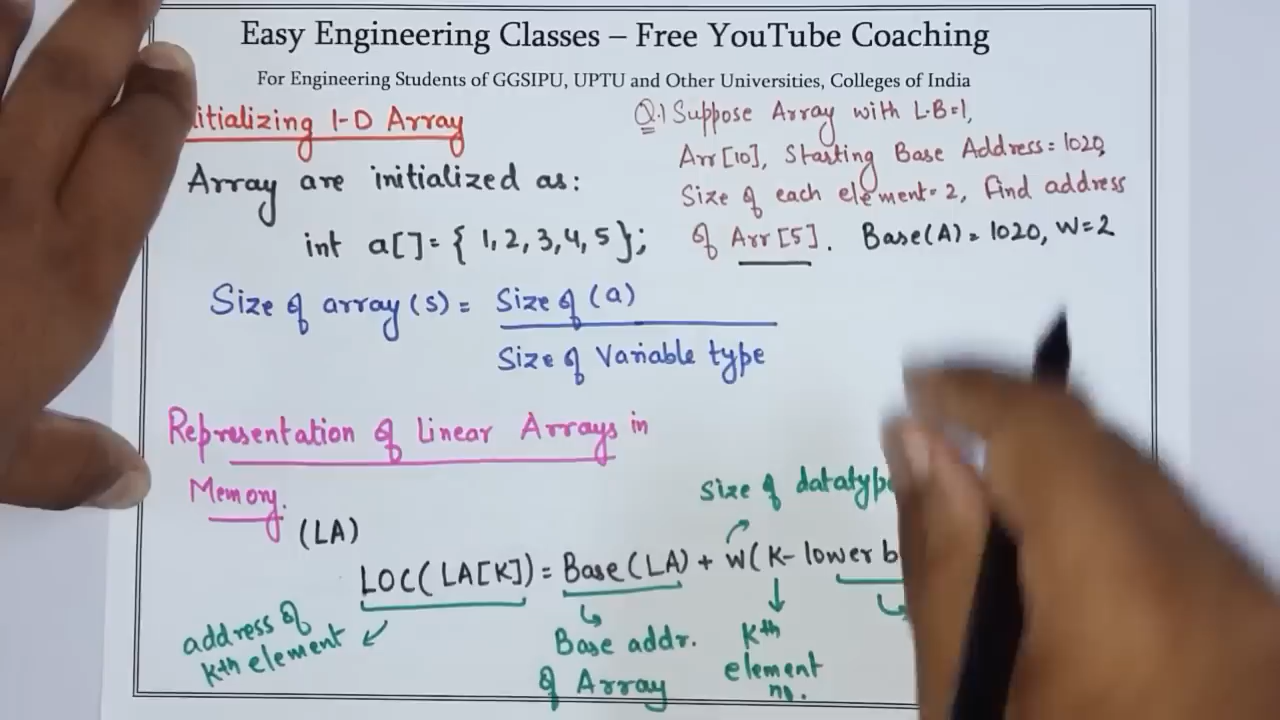 Easy Engineering Classes – Free YouTube Coaching
For Engineering Students of GGSIPU, UPTU and Other Universities, Colleges of India
itializing 1-D Array
Array are initialized as:
int a[] = { 1, 2, 3, 4, 5 };
Size of array (s) = Size of (a)
Size of Variable type
Q.1 Suppose Array with L.B=1,
Arr[10], Starting Base Address = 1020,
Size of each element = 2, Find address
of Arr [5]. Base(A) = 1020, W=2
Representation of Linear Arrays in
Memory.
(LA)
Size of datatype
LOC( LA[K]) = Base(LA) + W( K- lower b
address of
Kth element
Base addr.
of Array
Kth
element
no.